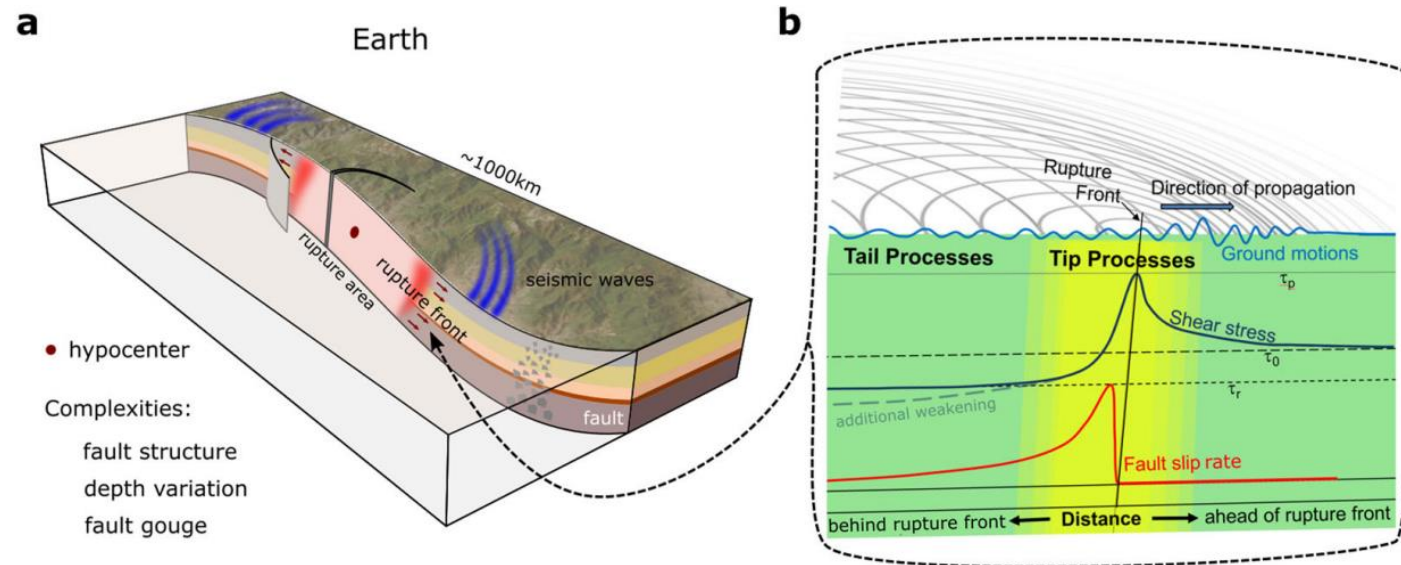 a
Earth
~1000km
rupture area
rupture front
seismic waves
fault
hypocenter
Complexities:
fault structure
depth variation
fault gouge
b
Rupture
Front
Direction of propagation
Ground motions
Tail Processes
Tip Processes
τp
Shear stress
τ0
τr
additional weakening
Fault slip rate
behind rupture front
Distance
ahead of rupture front